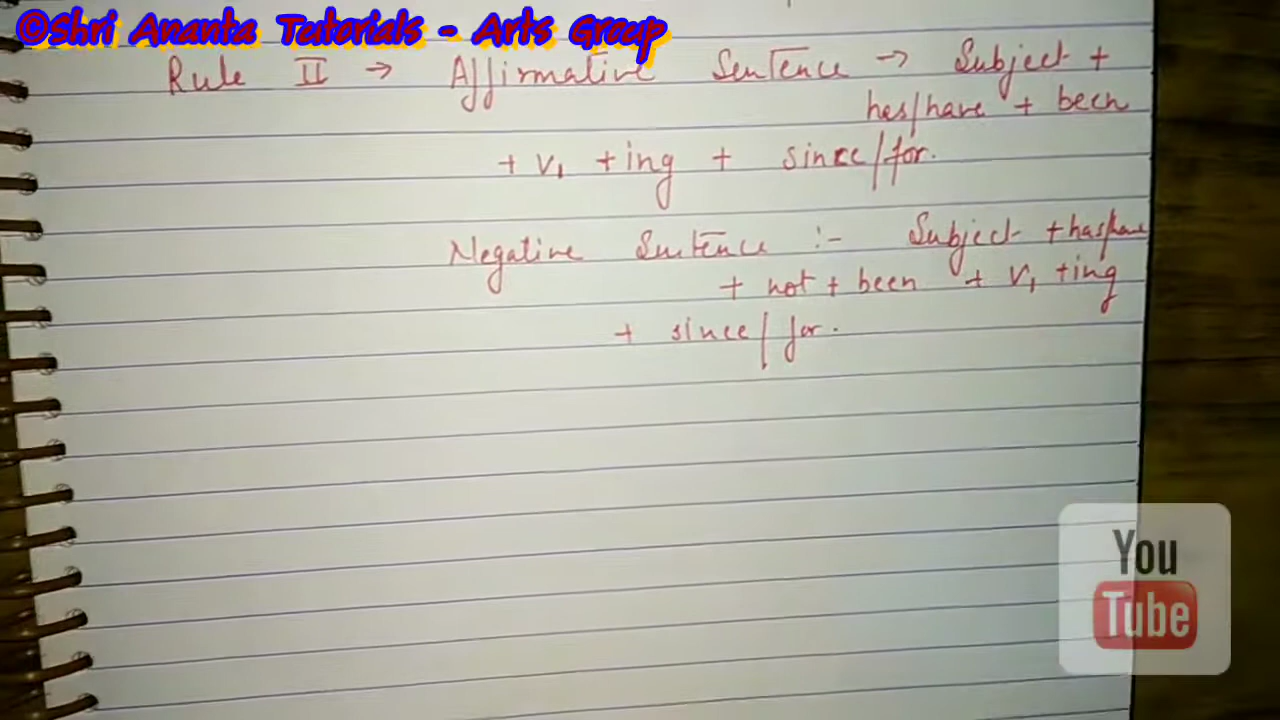 ©Shri Ananta Tutorials - Arts Group
Rule II → Affirmative Sentence → Subject +
has/have + been
+ V1 + ing + since/for.
Negative Sentence :- Subject + has/have
+ not + been + V1 + ing
+ since/for.
You
Tube